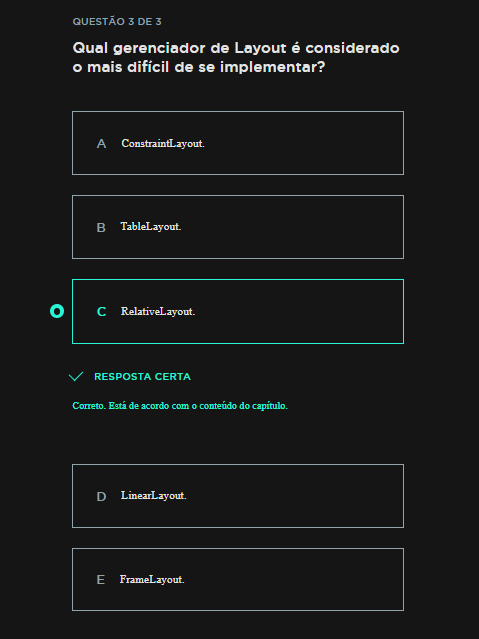 QUESTÃO 3 DE 3
Qual gerenciador de Layout é considerado
o mais difícil de se implementar?
A ConstraintLayout.
B TableLayout.
C RelativeLayout.
RESPOSTA CERTA
Correto. Está de acordo com o conteúdo do capítulo.
D LinearLayout.
E FrameLayout.